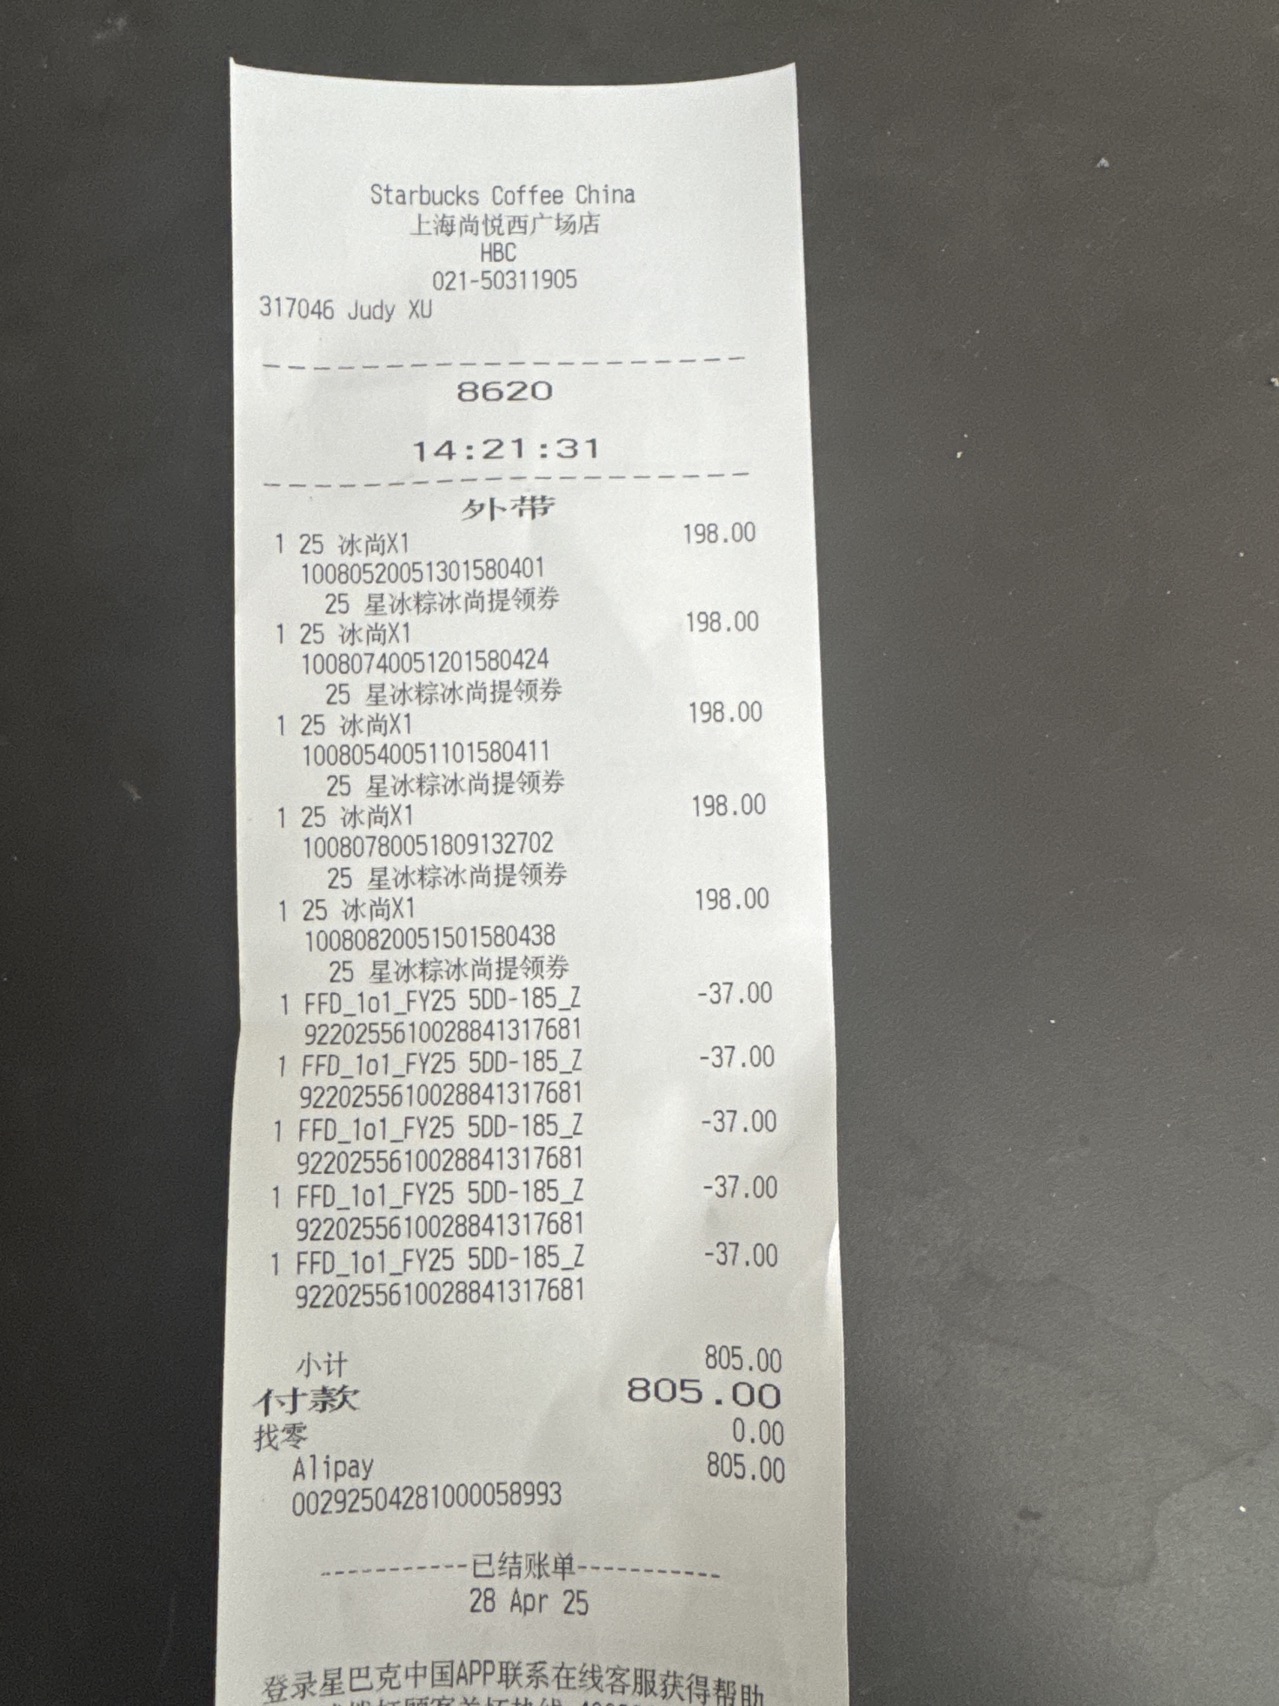 Starbucks Coffee China
上海尚悦西广场店
HBC
021-50311905
317046 Judy XU
8620
14:21:31
外带
1 25 冰尚X1 198.00
10080520051301580401
25 星冰粽冰尚提领券
1 25 冰尚X1 198.00
10080740051201580424
25 星冰粽冰尚提领券
1 25 冰尚X1 198.00
10080540051101580411
25 星冰粽冰尚提领券
1 25 冰尚X1 198.00
10080780051809132702
25 星冰粽冰尚提领券
1 25 冰尚X1 198.00
10080820051501580438
25 星冰粽冰尚提领券
1 FFD_1o1_FY25 5DD-185_Z -37.00
9220255610028841317681
1 FFD_1o1_FY25 5DD-185_Z -37.00
9220255610028841317681
1 FFD_1o1_FY25 5DD-185_Z -37.00
9220255610028841317681
1 FFD_1o1_FY25 5DD-185_Z -37.00
9220255610028841317681
1 FFD_1o1_FY25 5DD-185_Z -37.00
9220255610028841317681
小计 805.00
付款 805.00
找零 0.00
Alipay 805.00
00292504281000058993
-----------已结账单-----------
28 Apr 25
登录星巴克中国APP联系在线客服获得帮助